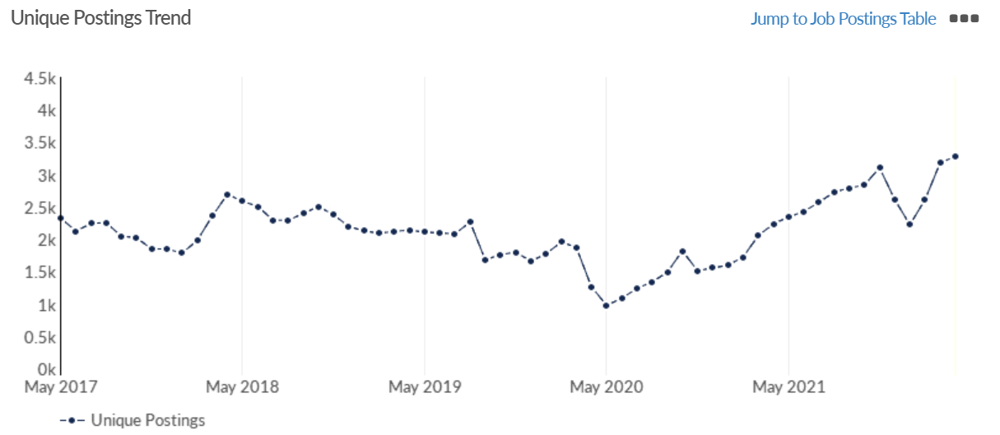 Unique Postings Trend
Jump to Job Postings Table
4.5k
4k
3.5k
3k
2.5k
2k
1.5k
1k
0.5k
0k
May 2017 May 2018 May 2019 May 2020 May 2021
Unique Postings